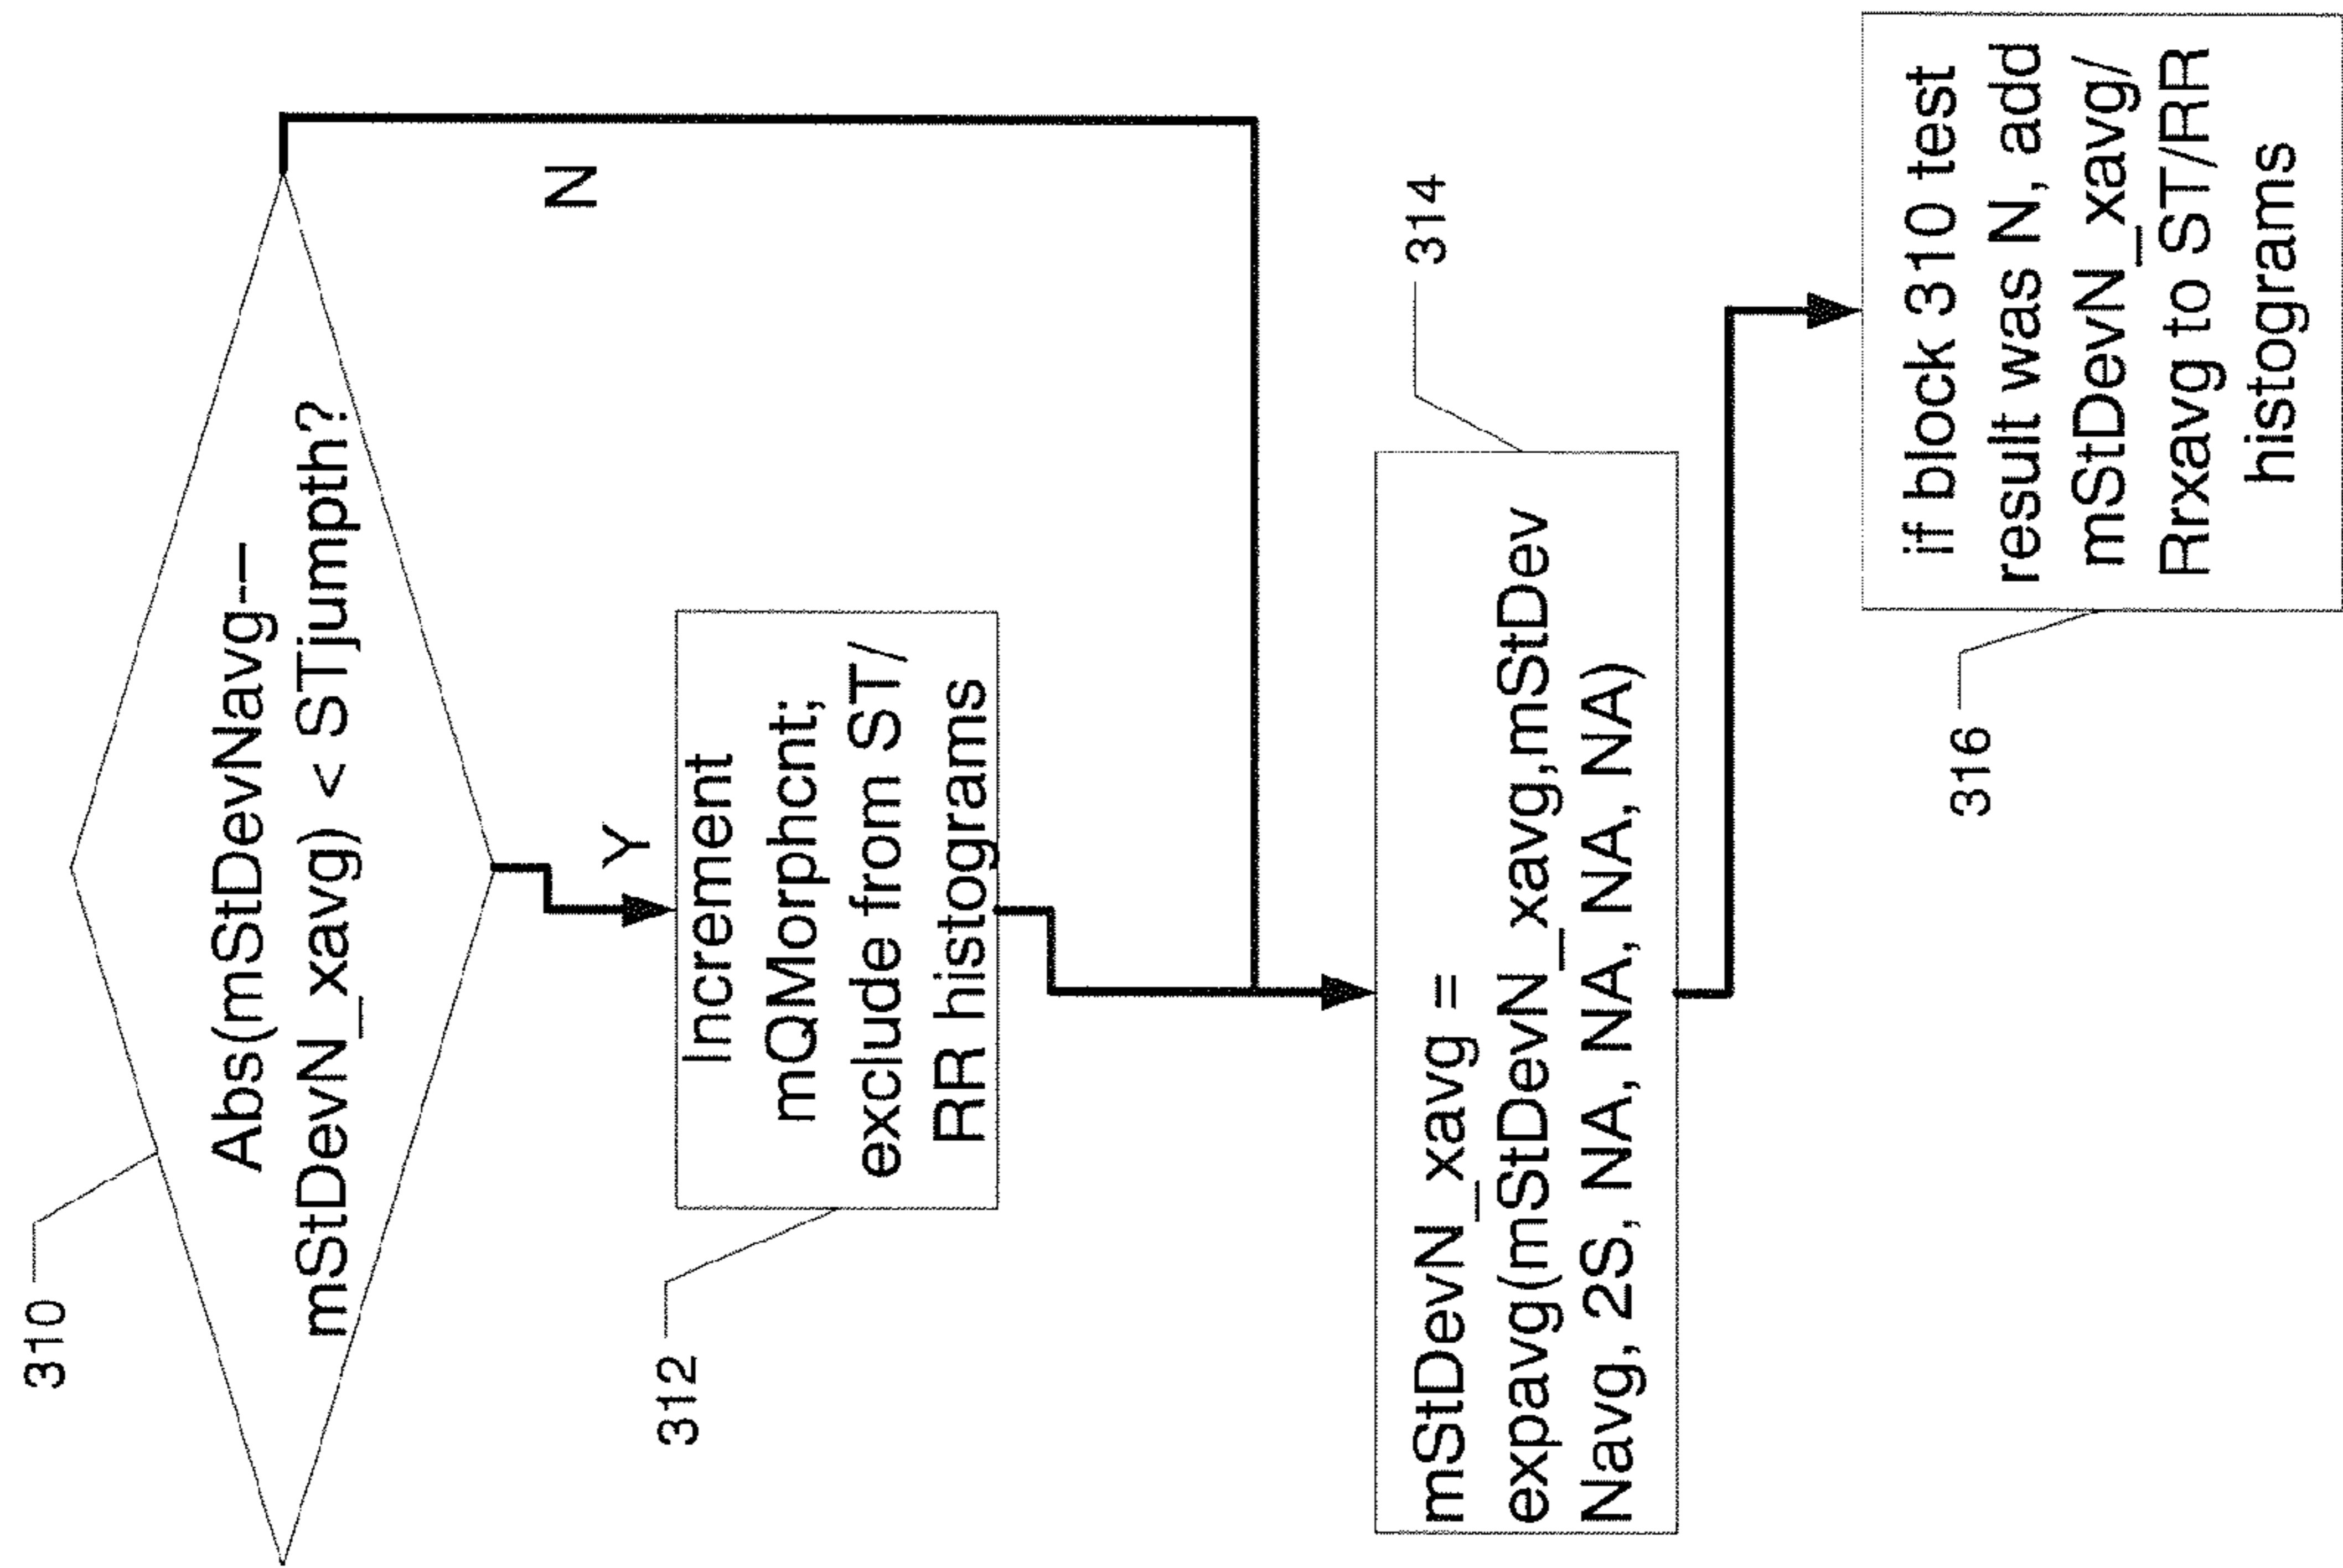 310
Abs(mStDevNavg—
mStDevN_xavg) < STjumpth?
N
Y
312
Increment
mQMorphcnt;
exclude from ST/
RR histograms
314
mStDevN_xavg =
expavg(mStDevN_xavg,mStDev
Navg, 2S, NA, NA, NA, NA)
316
if block 310 test
result was N, add
mStDevN_xavg/
Rrxavg to ST/RR
histograms